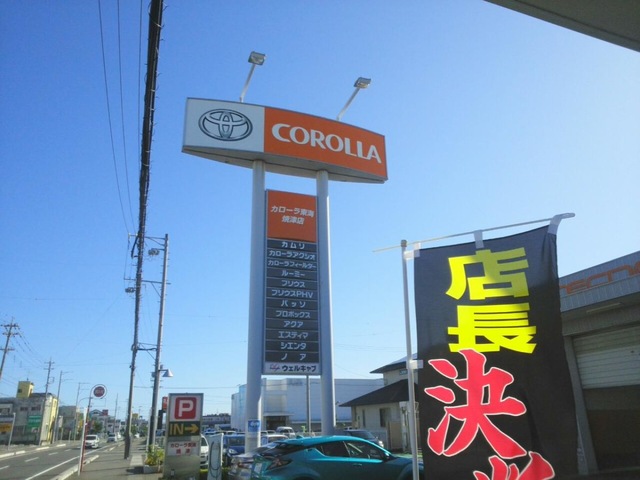 COROLLA
カローラ東海
焼津店
カムリ
カローラアクシオ
カローラフィールダー
ルーミー
プリウス
プリウスPHV
パッソ
プロボックス
アクア
エスティマ
シエンタ
ノア
ウェルキャブ
P
IN
店長
決